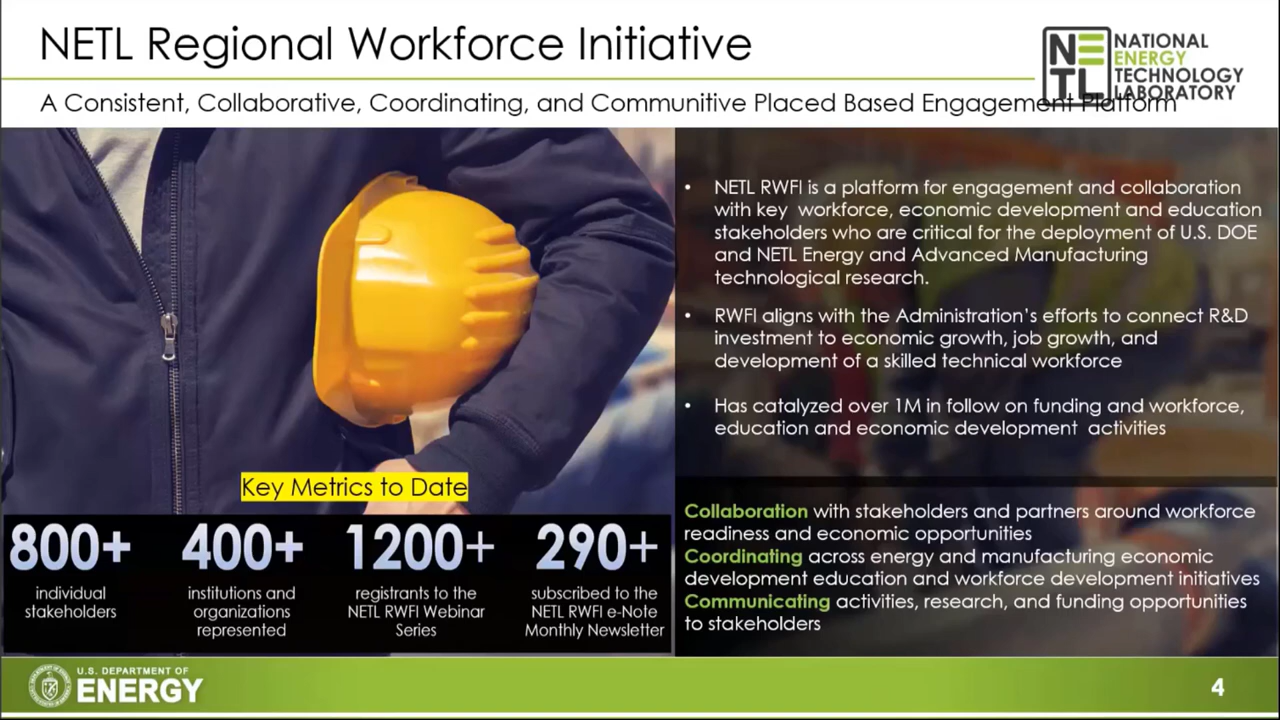 NETL Regional Workforce Initiative
NETL
NATIONAL
ENERGY
TECHNOLOGY
LABORATORY
A Consistent, Collaborative, Coordinating, and Communitive Placed Based Engagement Platform
• NETL RWFI is a platform for engagement and collaboration
with key workforce, economic development and education
stakeholders who are critical for the deployment of U.S. DOE
and NETL Energy and Advanced Manufacturing
technological research.
• RWFI aligns with the Administration's efforts to connect R&D
investment to economic growth, job growth, and
development of a skilled technical workforce
• Has catalyzed over 1M in follow on funding and workforce,
education and economic development activities
Key Metrics to Date
800+
individual
stakeholders
400+
institutions and
organizations
represented
1200+
registrants to the
NETL RWFI Webinar
Series
290+
subscribed to the
NETL RWFI e-Note
Monthly Newsletter
Collaboration with stakeholders and partners around workforce
readiness and economic opportunities
Coordinating across energy and manufacturing economic
development education and workforce development initiatives
Communicating activities, research, and funding opportunities
to stakeholders
U.S. DEPARTMENT OF
ENERGY
4